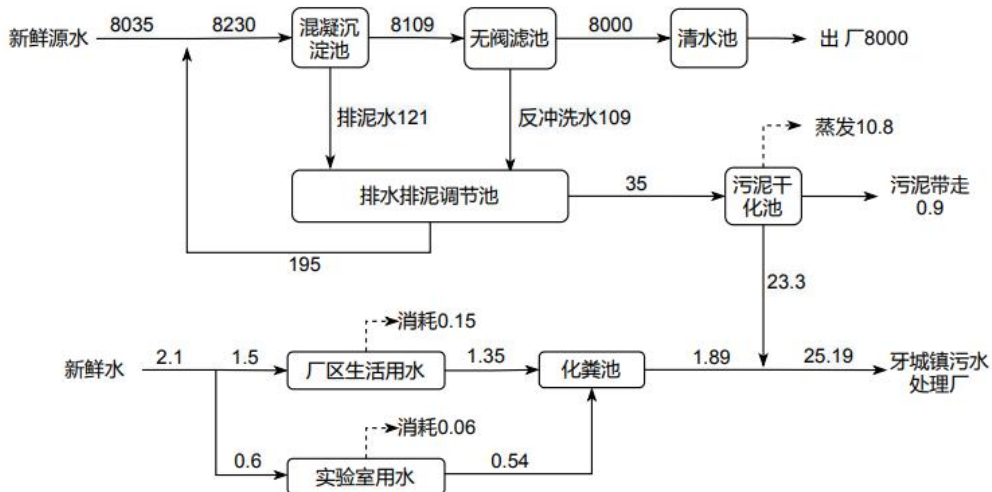 8035
8230
混凝沉
淀池
8109
无阀滤池
8000
清水池
出 厂8000
新鲜源水
排泥水121
反冲洗水109
蒸发10.8
排水排泥调节池
35
污泥干
化池
污泥带走
0.9
195
23.3
消耗0.15
新鲜水
2.1
1.5
厂区生活用水
1.35
化粪池
1.89
25.19
牙城镇污水
处理厂
消耗0.06
0.6
实验室用水
0.54